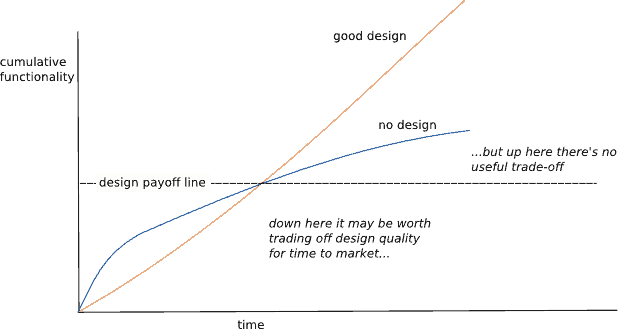 good design
cumulative
functionality
no design
...but up here there's no
useful trade-off
design payoff line
down here it may be worth
trading off design quality
for time to market...
time